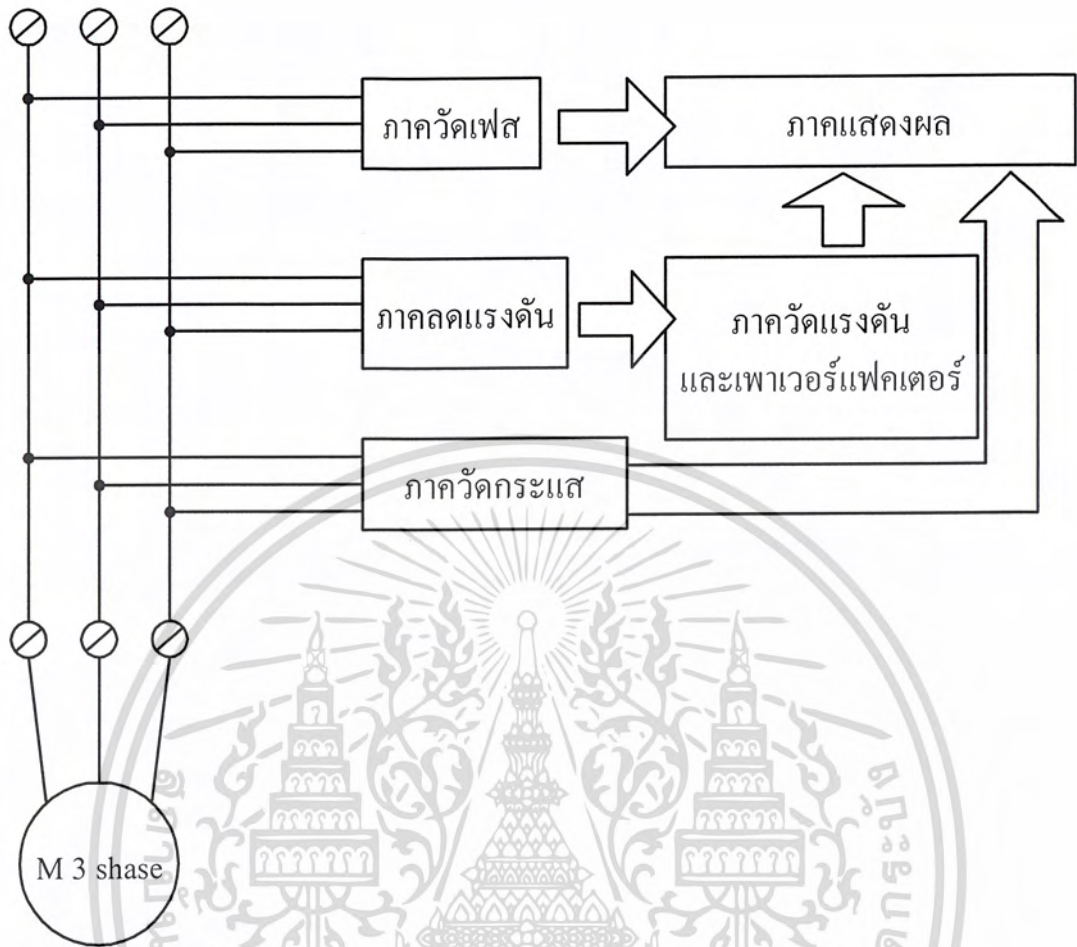 ภาควัดเฟส
ภาคแสดงผล
ภาคลดแรงดัน
ภาควัดแรงดัน
และเพาเวอร์แฟคเตอร์
ภาควัดกระแส
M 3 shase